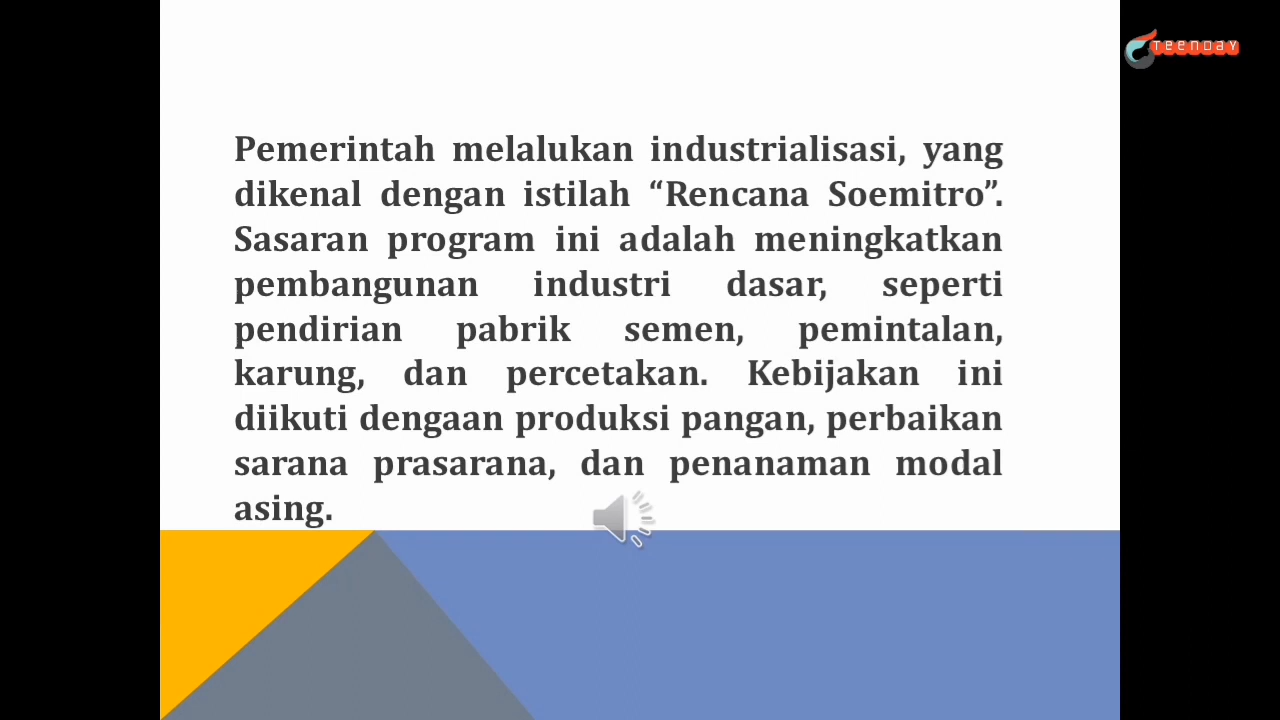 TEENDAY
Pemerintah melalukan industrialisasi, yang
dikenal dengan istilah “Rencana Soemitro”.
Sasaran program ini adalah meningkatkan
pembangunan industri dasar, seperti
pendirian pabrik semen, pemintalan,
karung, dan percetakan. Kebijakan ini
diikuti dengaan produksi pangan, perbaikan
sarana prasarana, dan penanaman modal
asing.